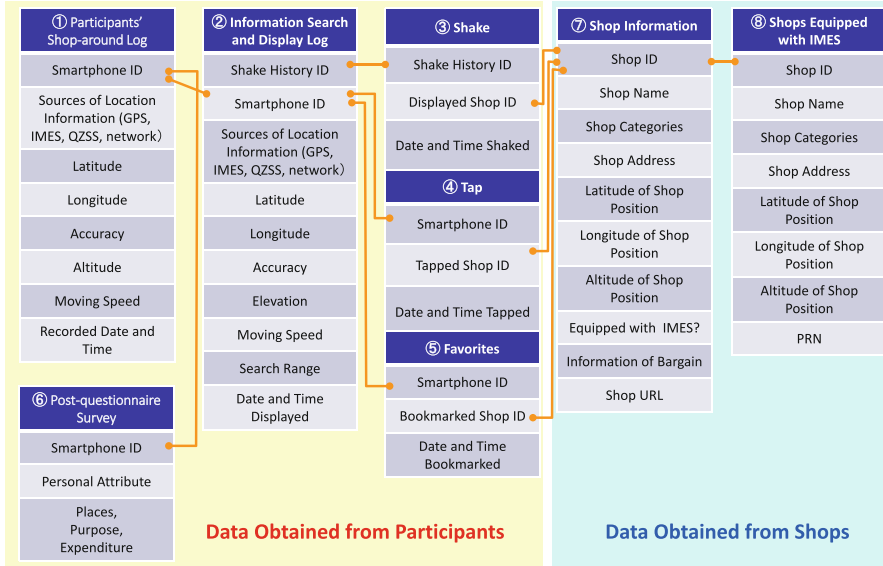 ① Participants’
Shop-around Log
Smartphone ID
Sources of Location
Information (GPS,
IMES, QZSS, network)
Latitude
Longitude
Accuracy
Altitude
Moving Speed
Recorded Date and
Time
⑥ Post-questionnaire
Survey
Smartphone ID
Personal Attribute
Places,
Purpose,
Expenditure
② Information Search
and Display Log
Shake History ID
Smartphone ID
Sources of Location
Information (GPS,
IMES, QZSS, network)
Latitude
Longitude
Accuracy
Elevation
Moving Speed
Search Range
Date and Time
Displayed
③ Shake
Shake History ID
Displayed Shop ID
Date and Time Shaked
④ Tap
Smartphone ID
Tapped Shop ID
Date and Time Tapped
⑤ Favorites
Smartphone ID
Bookmarked Shop ID
Date and Time
Bookmarked
Data Obtained from Participants
⑦ Shop Information
Shop ID
Shop Name
Shop Categories
Shop Address
Latitude of Shop
Position
Longitude of Shop
Position
Altitude of Shop
Position
Equipped with IMES?
Information of Bargain
Shop URL
⑧ Shops Equipped
with IMES
Shop ID
Shop Name
Shop Categories
Shop Address
Latitude of Shop
Position
Longitude of Shop
Position
Altitude of Shop
Position
PRN
Data Obtained from Shops